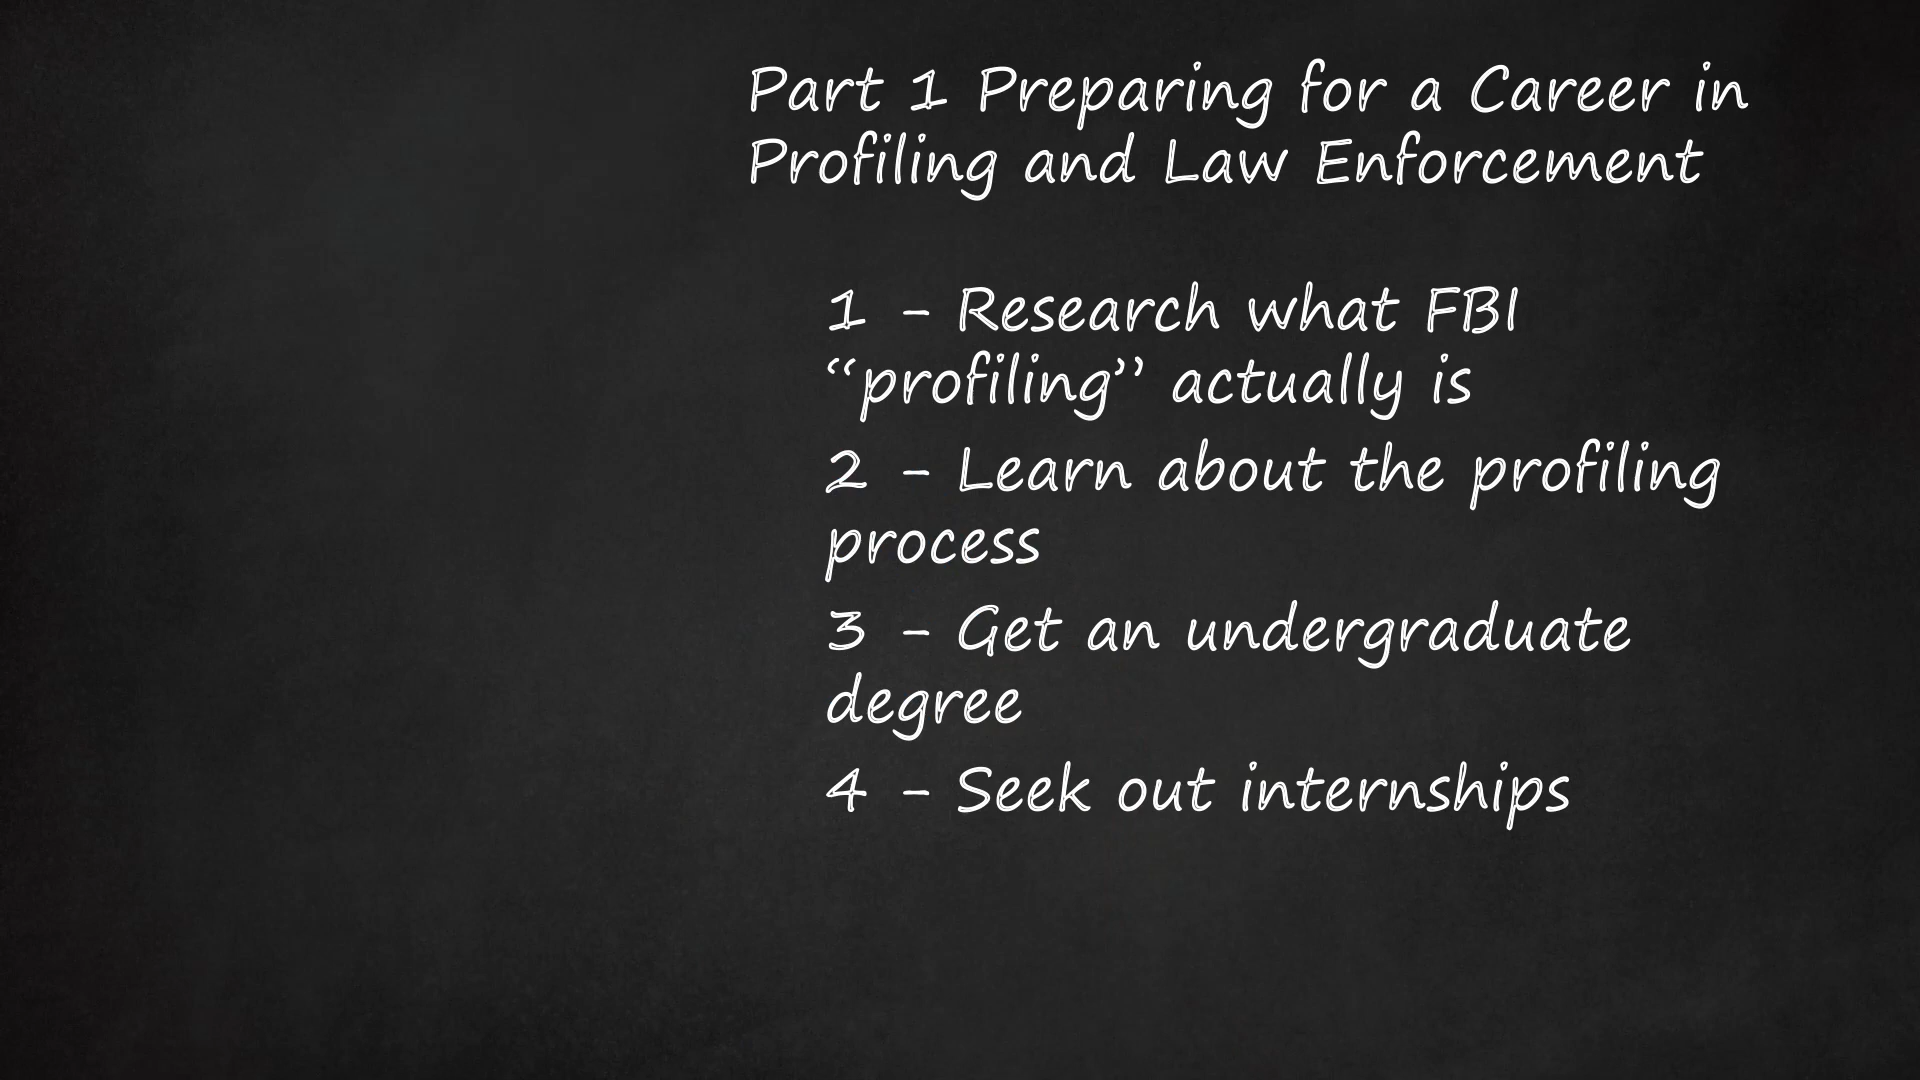 Part 1 Preparing for a Career in
Profiling and Law Enforcement
1 - Research what FBI
“profiling” actually is
2 - Learn about the profiling
process
3 - Get an undergraduate
degree
4 - Seek out internships